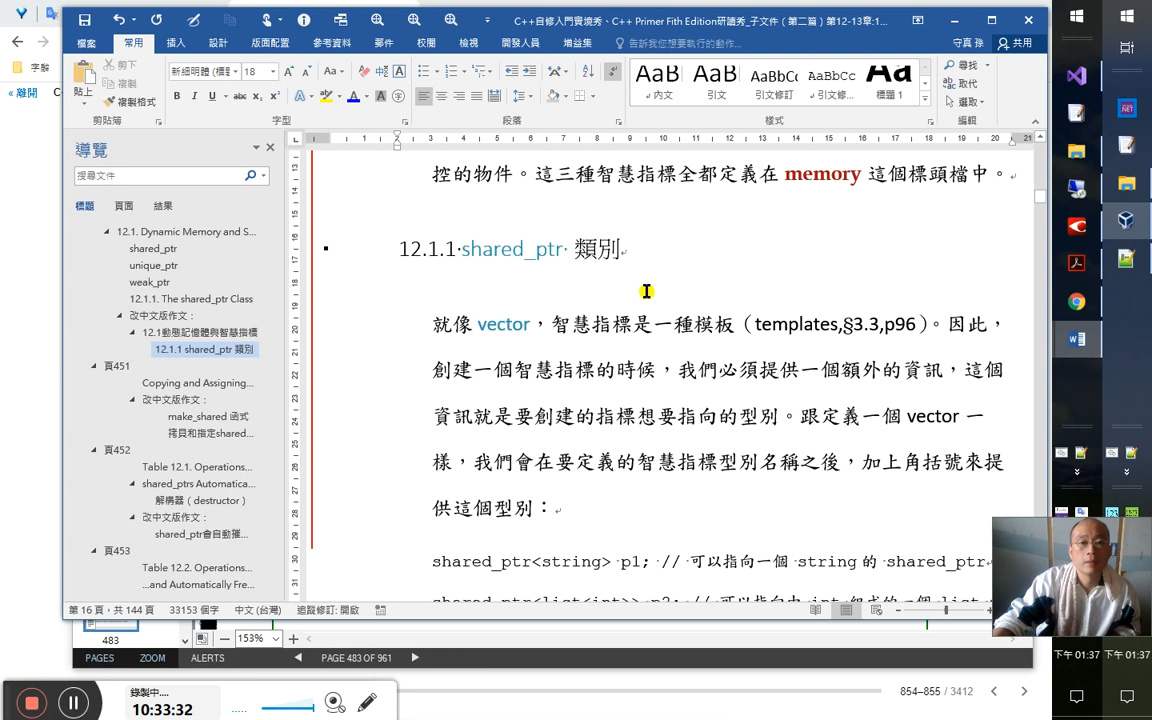 C++自修入門實境秀、C++ Primer Fith Edition研讀秀_子文件(第二篇)第12-13章:1...
檔案 常用 插入 設計 版面配置 參考資料 郵件 校閱 檢視 開發人員 增益集 告訴我您想要執行的動作... 守真 孫 共用
字齡
« 離開
貼上
剪下
複製
複製格式
剪貼簿
新細明體 (標 18
字型
段落
AaB AaB AaBbCc AaBbCc AaB
內文 引文 引文修訂 引文修... 標題 1
樣式
尋找
取代
選取
編輯
導覽
搜尋文件
標題 頁面 結果
12.1. Dynamic Memory and S...
shared_ptr
unique_ptr
weak_ptr
12.1.1. The shared_ptr Class
改中文版作文:
12.1動態記憶體與智慧指標
12.1.1 shared_ptr 類別
頁451
Copying and Assigning...
改中文版作文:
make_shared 函式
拷貝和指定shared...
頁452
Table 12.1. Operations...
shared_ptrs Automatica...
解構器(destructor)
改中文版作文:
shared_ptr會自動摧...
頁453
Table 12.2. Operations...
...and Automatically Fre...
控的物件。這三種智慧指標全都定義在 memory 這個標頭檔中。
12.1.1 shared_ptr 類別
就像 vector,智慧指標是一種模板(templates,§3.3,p96)。因此,
創建一個智慧指標的時候,我們必須提供一個額外的資訊,這個
資訊就是要創建的指標想要指向的型別。跟定義一個 vector 一
樣,我們會在要定義的智慧指標型別名稱之後,加上角括號來提
供這個型別:
shared_ptr<string> p1; // 可以指向一個 string 的 shared_ptr
第 16 頁,共 144 頁 33153 個字 中文 (台灣) 追蹤修訂: 開啟
483
153%
PAGES ZOOM ALERTS PAGE 483 OF 961
854–855 / 3412
錄製中....
10:33:32
下午 01:37 下午 01:37